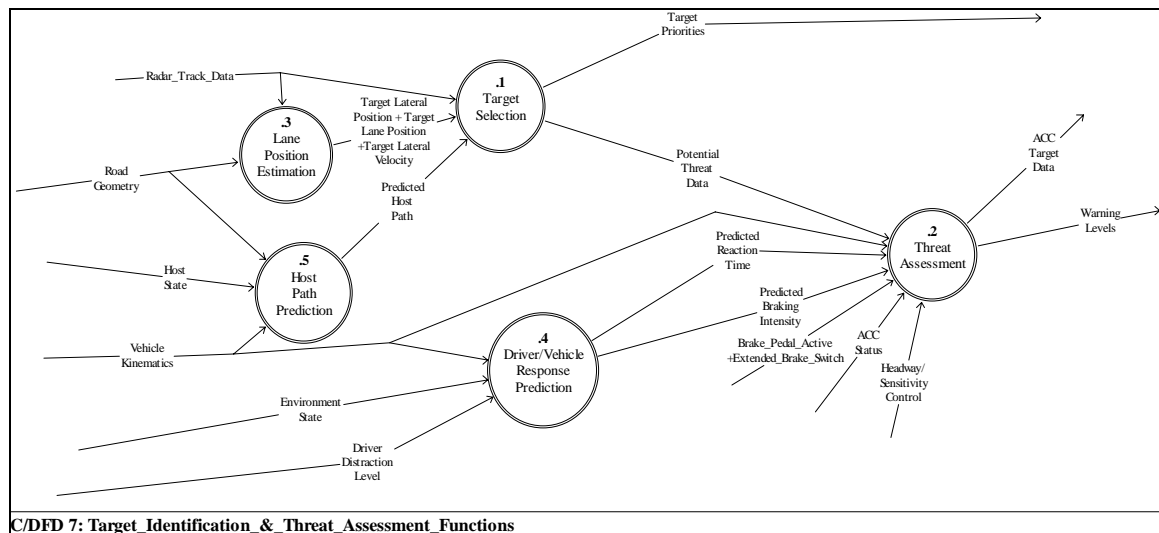 Target
Priorities
Radar_Track_Data
.1
Target
Selection
.3
Lane
Position
Estimation
Target Lateral
Position + Target
Lane Position
+Target Lateral
Velocity
ACC
Target
Data
Road
Geometry
Potential
Threat
Data
Predicted
Host
Path
Warning
Levels
.2
Threat
Assessment
Predicted
Reaction
Time
.5
Host
Path
Prediction
Host
State
Predicted
Braking
Intensity
.4
Driver/Vehicle
Response
Prediction
Vehicle
Kinematics
Brake_Pedal_Active
+Extended_Brake_Switch
ACC
Status
Headway/
Sensitivity
Control
Environment
State
Driver
Distraction
Level
C/DFD 7: Target_Identification_&_Threat_Assessment_Functions